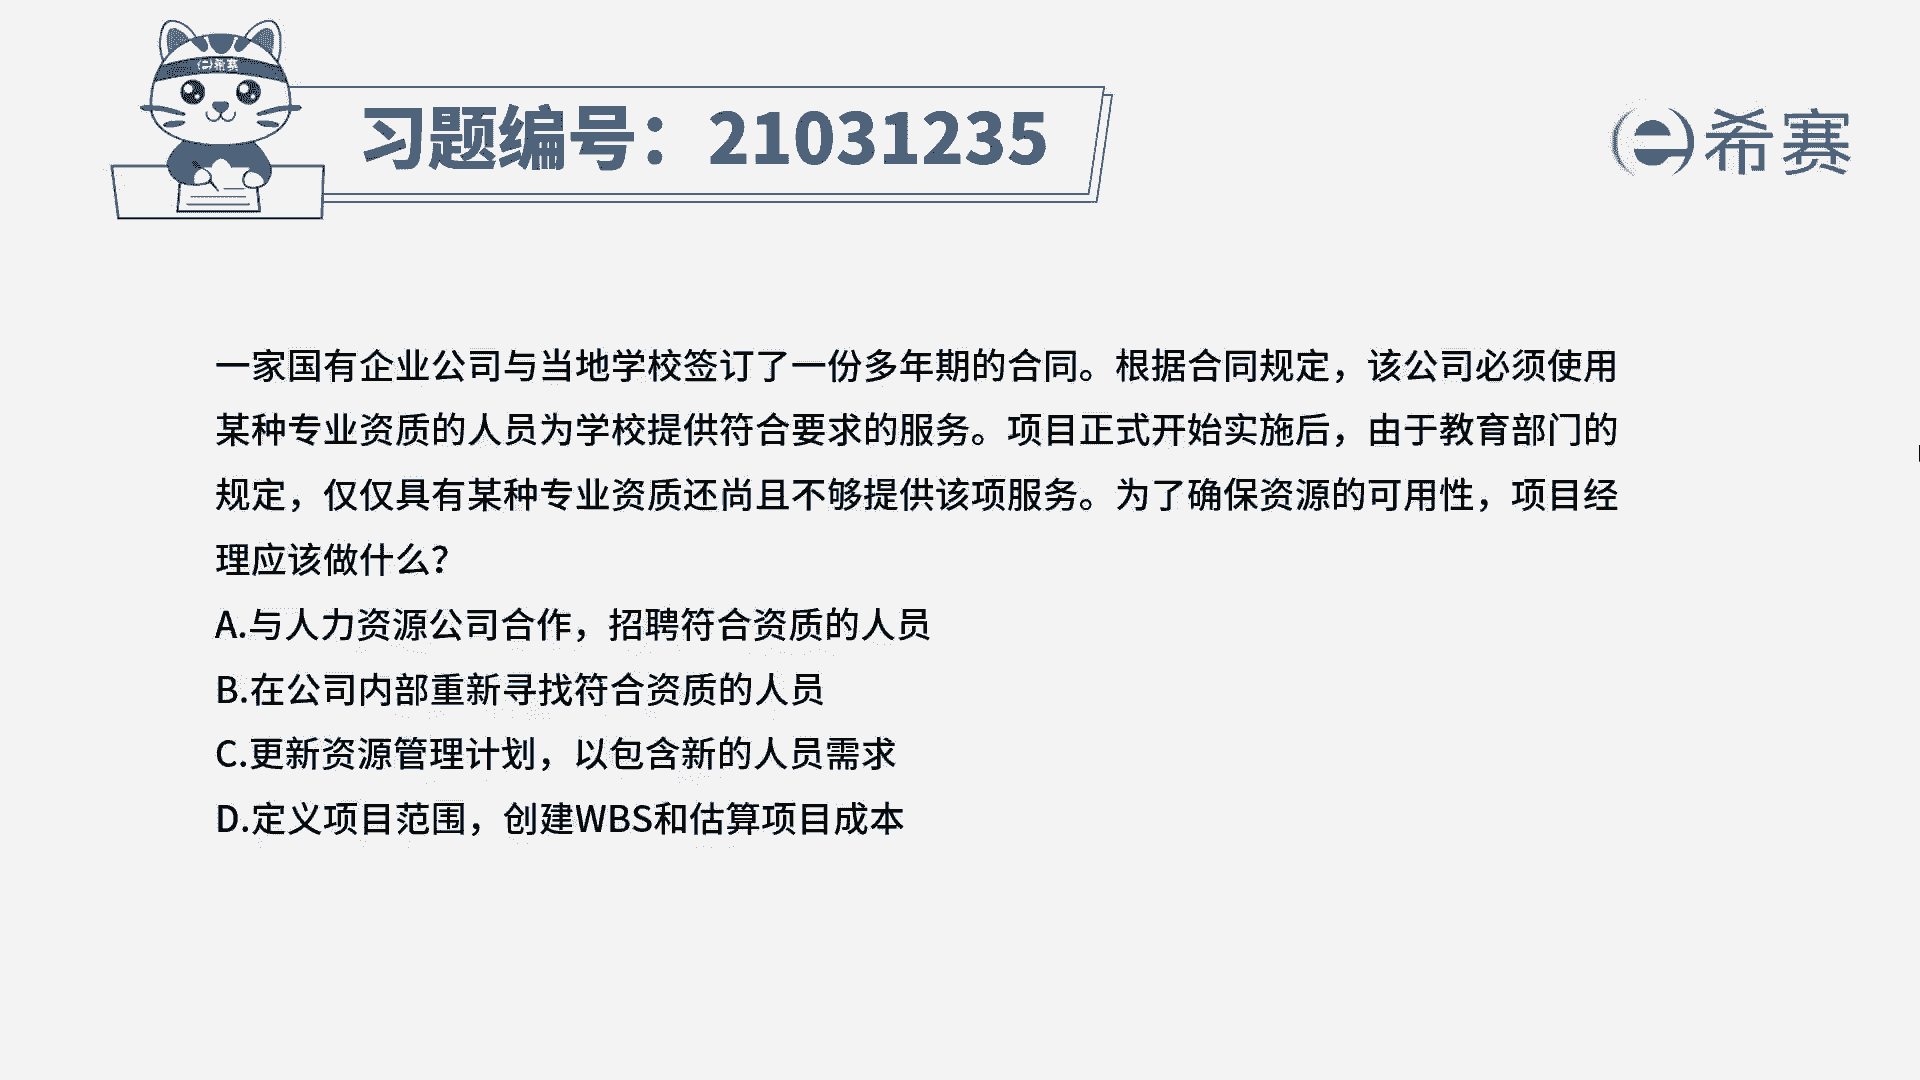 希赛
习题编号：21031235
希赛
一家国有企业公司与当地学校签订了一份多年期的合同。根据合同规定，该公司必须使用
某种专业资质的人员为学校提供符合要求的服务。项目正式开始实施后，由于教育部门的
规定，仅仅具有某种专业资质还尚且不够提供该项服务。为了确保资源的可用性，项目经
理应该做什么？
A.与人力资源公司合作，招聘符合资质的人员
B.在公司内部重新寻找符合资质的人员
C.更新资源管理计划，以包含新的人员需求
D.定义项目范围，创建WBS和估算项目成本